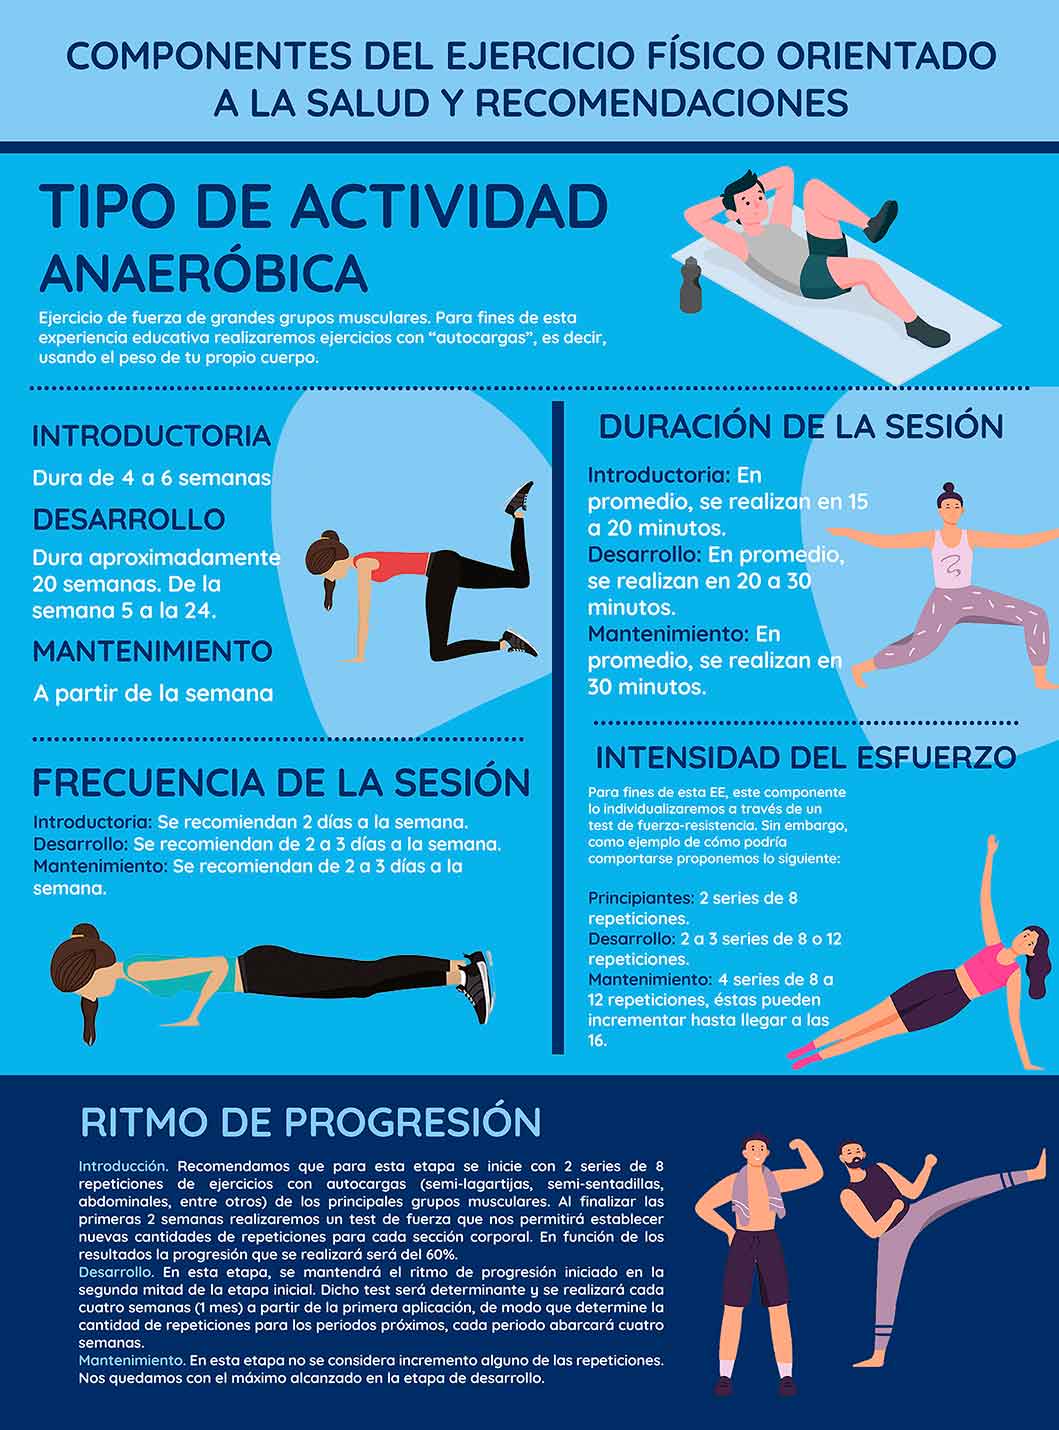 COMPONENTES DEL EJERCICIO FÍSICO ORIENTADO
A LA SALUD Y RECOMENDACIONES
TIPO DE ACTIVIDAD
ANAERÓBICA
Ejercicio de fuerza de grandes grupos musculares. Para fines de esta
experiencia educativa realizaremos ejercicios con “autocargas”, es decir,
usando el peso de tu propio cuerpo.
INTRODUCTORIA
Dura de 4 a 6 semanas
DESARROLLO
Dura aproximadamente
20 semanas. De la
semana 5 a la 24.
MANTENIMIENTO
A partir de la semana
FRECUENCIA DE LA SESIÓN
Introductoria: Se recomiendan 2 días a la semana.
Desarrollo: Se recomiendan de 2 a 3 días a la semana.
Mantenimiento: Se recomiendan de 2 a 3 días a la
semana.
DURACIÓN DE LA SESIÓN
Introductoria: En
promedio, se realizan en 15
a 20 minutos.
Desarrollo: En promedio,
se realizan en 20 a 30
minutos.
Mantenimiento: En
promedio, se realizan en
30 minutos.
INTENSIDAD DEL ESFUERZO
Para fines de esta EE, este componente
lo individualizaremos a través de un
test de fuerza-resistencia. Sin embargo,
como ejemplo de cómo podría
comportarse proponemos lo siguiente:
Principiantes: 2 series de 8
repeticiones.
Desarrollo: 2 a 3 series de 8 o 12
repeticiones.
Mantenimiento: 4 series de 8 a
12 repeticiones, éstas pueden
incrementar hasta llegar a las
16.
RITMO DE PROGRESIÓN
Introducción. Recomendamos que para esta etapa se inicie con 2 series de 8
repeticiones de ejercicios con autocargas (semi-lagartijas, semi-sentadillas,
abdominales, entre otros) de los principales grupos musculares. Al finalizar las
primeras 2 semanas realizaremos un test de fuerza que nos permitirá establecer
nuevas cantidades de repeticiones para cada sección corporal. En función de los
resultados la progresión que se realizará será del 60%.
Desarrollo. En esta etapa, se mantendrá el ritmo de progresión iniciado en la
segunda mitad de la etapa inicial. Dicho test será determinante y se realizará cada
cuatro semanas (1 mes) a partir de la primera aplicación, de modo que determine la
cantidad de repeticiones para los periodos próximos, cada periodo abarcará cuatro
semanas.
Mantenimiento. En esta etapa no se considera incremento alguno de las repeticiones.
Nos quedamos con el máximo alcanzado en la etapa de desarrollo.